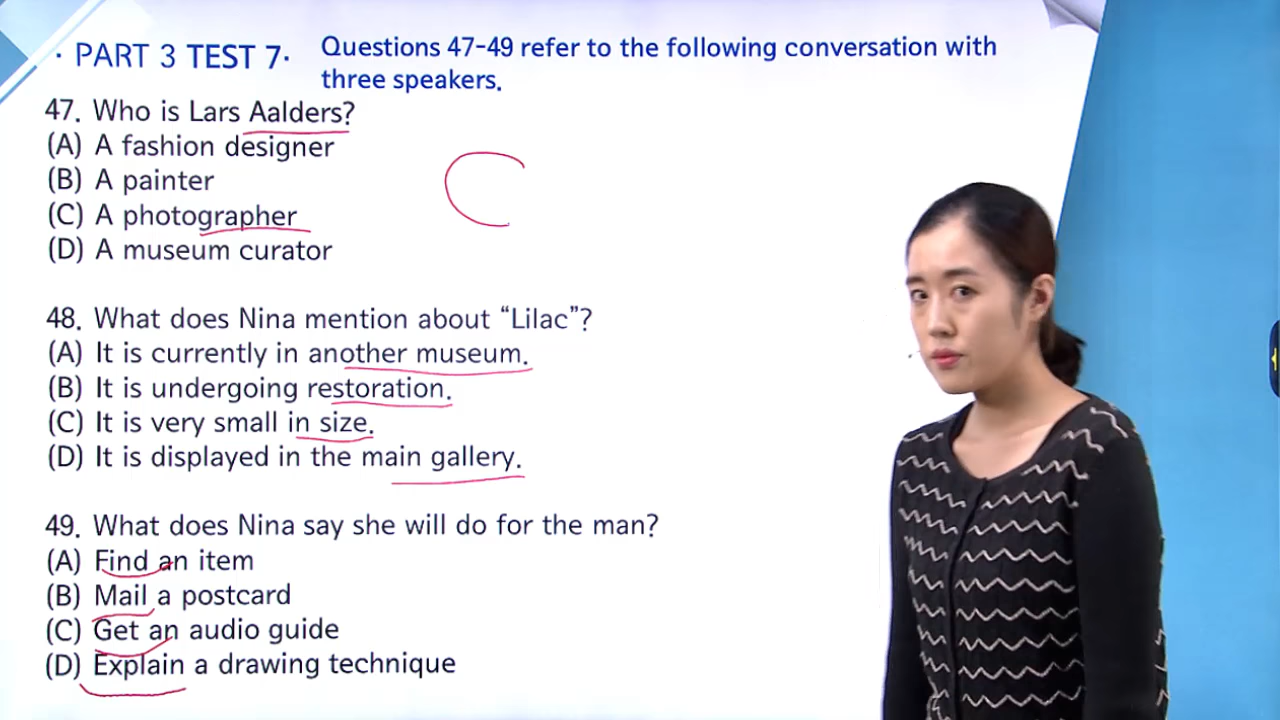 · PART 3 TEST 7·
Questions 47-49 refer to the following conversation with
three speakers.
47. Who is Lars Aalders?
(A) A fashion designer
(B) A painter
(C) A photographer
(D) A museum curator
48. What does Nina mention about “Lilac”?
(A) It is currently in another museum.
(B) It is undergoing restoration.
(C) It is very small in size.
(D) It is displayed in the main gallery.
49. What does Nina say she will do for the man?
(A) Find an item
(B) Mail a postcard
(C) Get an audio guide
(D) Explain a drawing technique